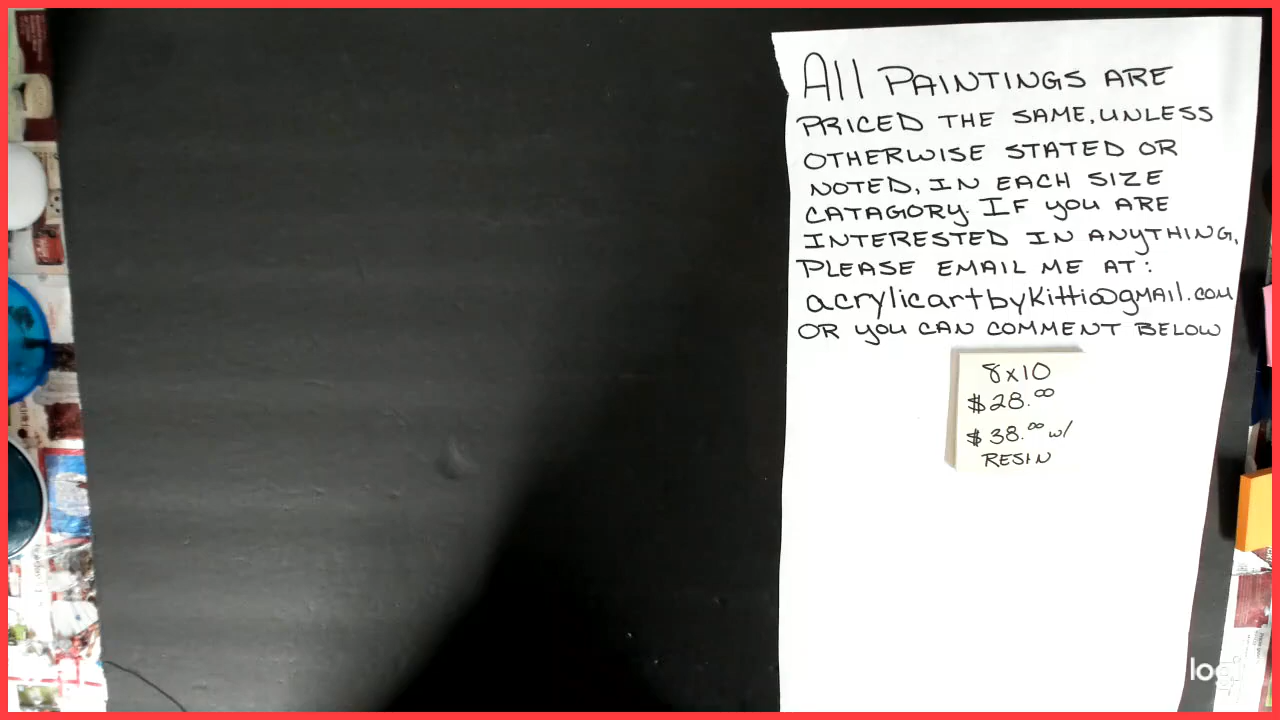 All PAINTINGS ARE
PRICED THE SAME, UNLESS
OTHERWISE STATED OR
NOTED, IN EACH SIZE
CATAGORY. IF YOU ARE
INTERESTED IN ANYTHING,
PLEASE EMAIL ME AT:
acrylicartbykitti@gmail.com
OR YOU CAN COMMENT BELOW
8x10
$28.00
$38.00 w/
RESIN